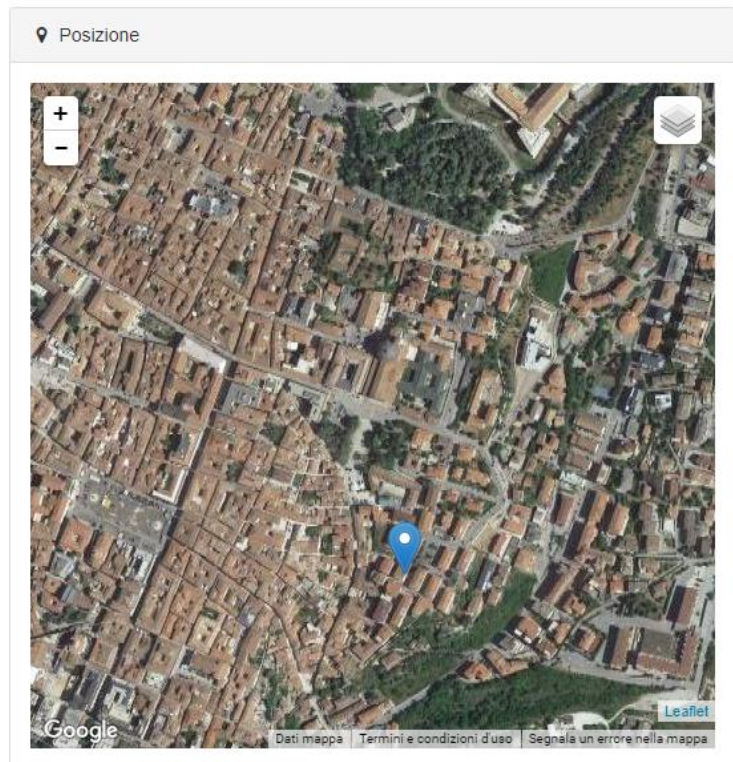 Posizione
+
−
Leaflet
Google
Dati mappa Termini e condizioni d'uso Segnala un errore nella mappa